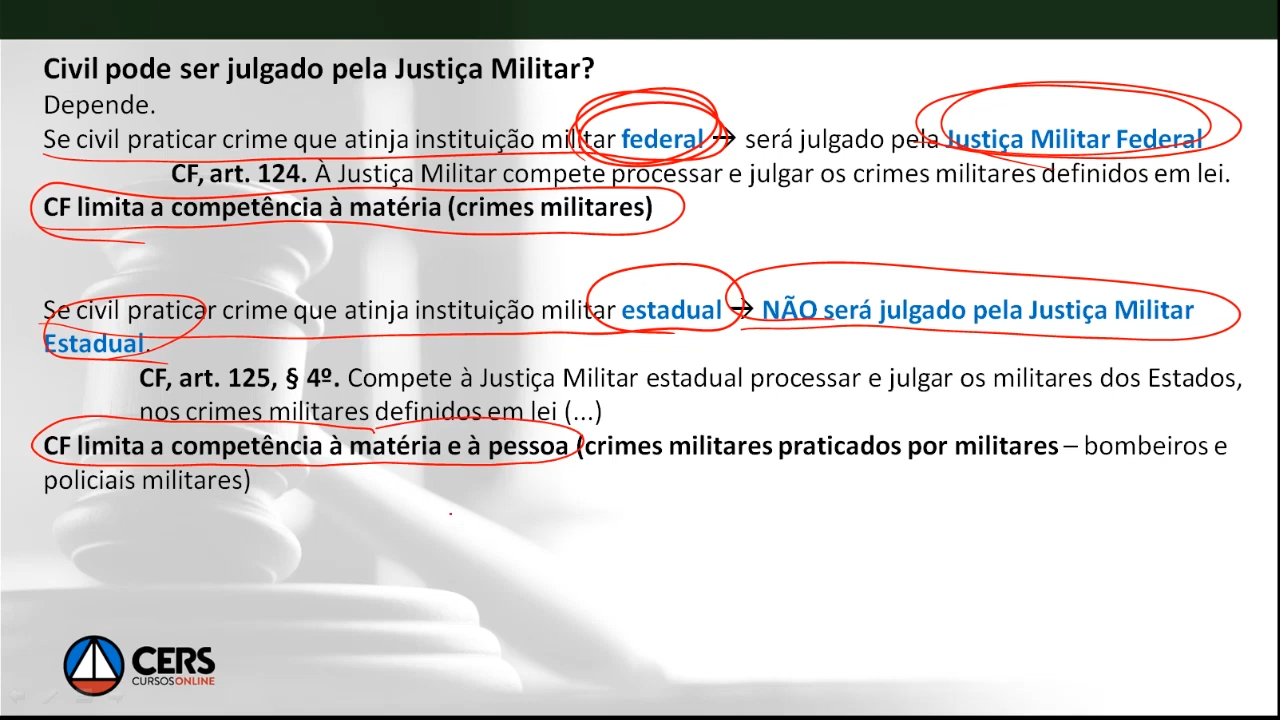 Civil pode ser julgado pela Justiça Militar?
Depende.
Se civil praticar crime que atinja instituição militar federal → será julgado pela Justiça Militar Federal
CF, art. 124. À Justiça Militar compete processar e julgar os crimes militares definidos em lei.
CF limita a competência à matéria (crimes militares)
Se civil praticar crime que atinja instituição militar estadual → NÃO será julgado pela Justiça Militar
Estadual.
CF, art. 125, § 4º. Compete à Justiça Militar estadual processar e julgar os militares dos Estados,
nos crimes militares definidos em lei (...)
CF limita a competência à matéria e à pessoa (crimes militares praticados por militares – bombeiros e
policiais militares)
CERS
CURSOS ONLINE